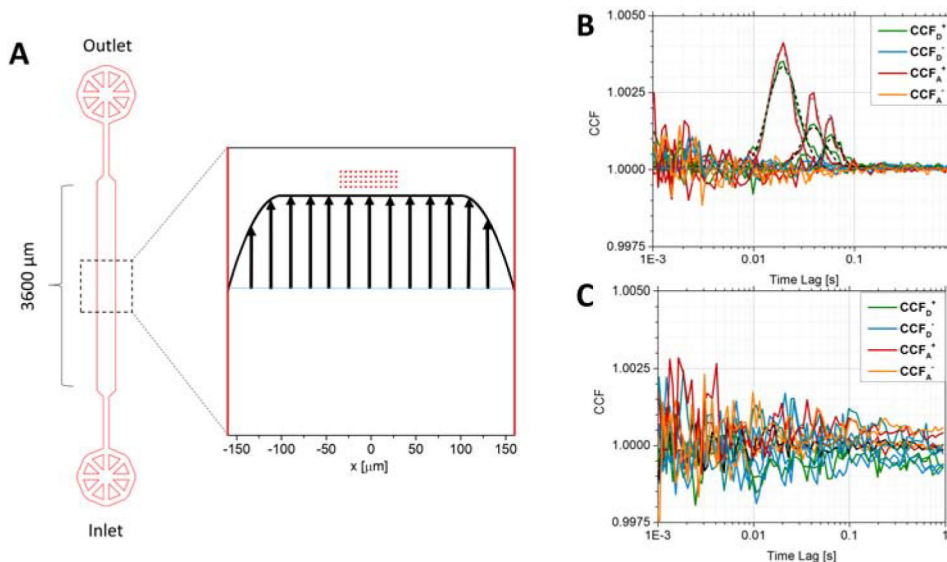 A
Outlet
3600 μm
Inlet
-150
-100
-50
0
50
100
150
x [μm]
B
1.0050
1.0025
1.0000
0.9975
CCF
1E-3
0.01
0.1
1
Time Lag [s]
CCF_D^+
CCF_D^-
CCF_A^+
CCF_A^-
C
1.0050
1.0025
1.0000
0.9975
CCF
1E-3
0.01
0.1
1
Time Lag [s]
CCF_D^+
CCF_D^-
CCF_A^+
CCF_A^-